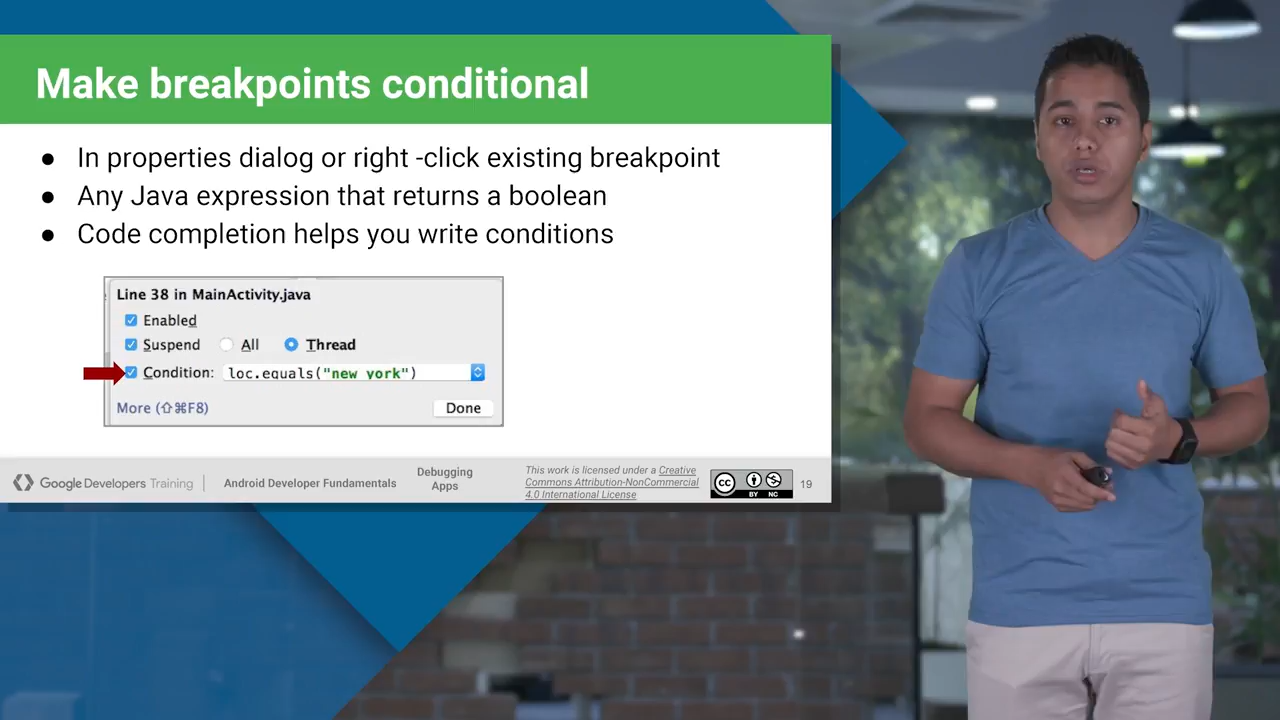 Make breakpoints conditional
● In properties dialog or right -click existing breakpoint
● Any Java expression that returns a boolean
● Code completion helps you write conditions
Line 38 in MainActivity.java
Enabled
Suspend All Thread
Condition: loc.equals("new york")
More (⇧⌘F8) Done
Google Developers Training
Android Developer Fundamentals
Debugging
Apps
This work is licensed under a Creative
Commons Attribution-NonCommercial
4.0 International License
CC BY NC
19